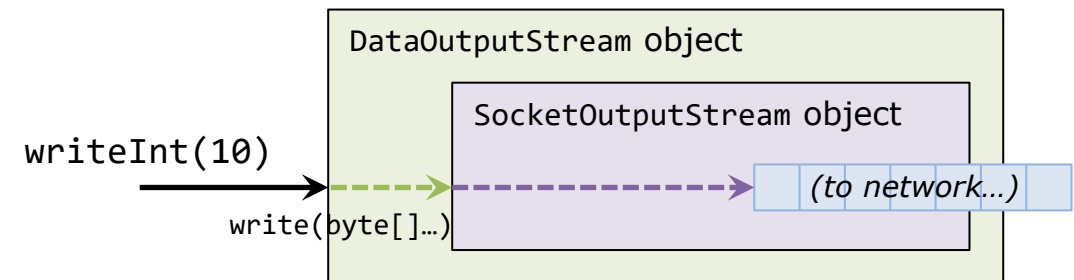 DataOutputStream object
SocketOutputStream object
writeInt(10)
(to network…)
write(byte[]…)